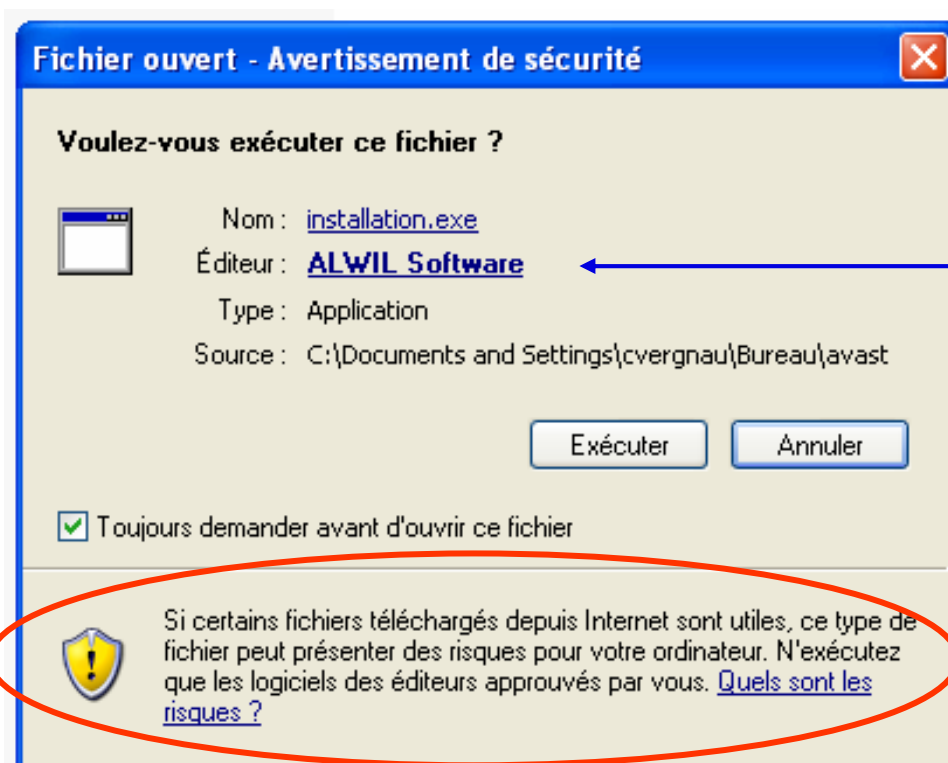 Fichier ouvert - Avertissement de sécurité
Voulez-vous exécuter ce fichier ?
Nom : installation.exe
Éditeur : ALWIL Software
Type : Application
Source : C:\Documents and Settings\cvergnau\Bureau\avast
Exécuter Annuler
Toujours demander avant d'ouvrir ce fichier
Si certains fichiers téléchargés depuis Internet sont utiles, ce type de
fichier peut présenter des risques pour votre ordinateur. N'exécutez
que les logiciels des éditeurs approuvés par vous. Quels sont les
risques ?